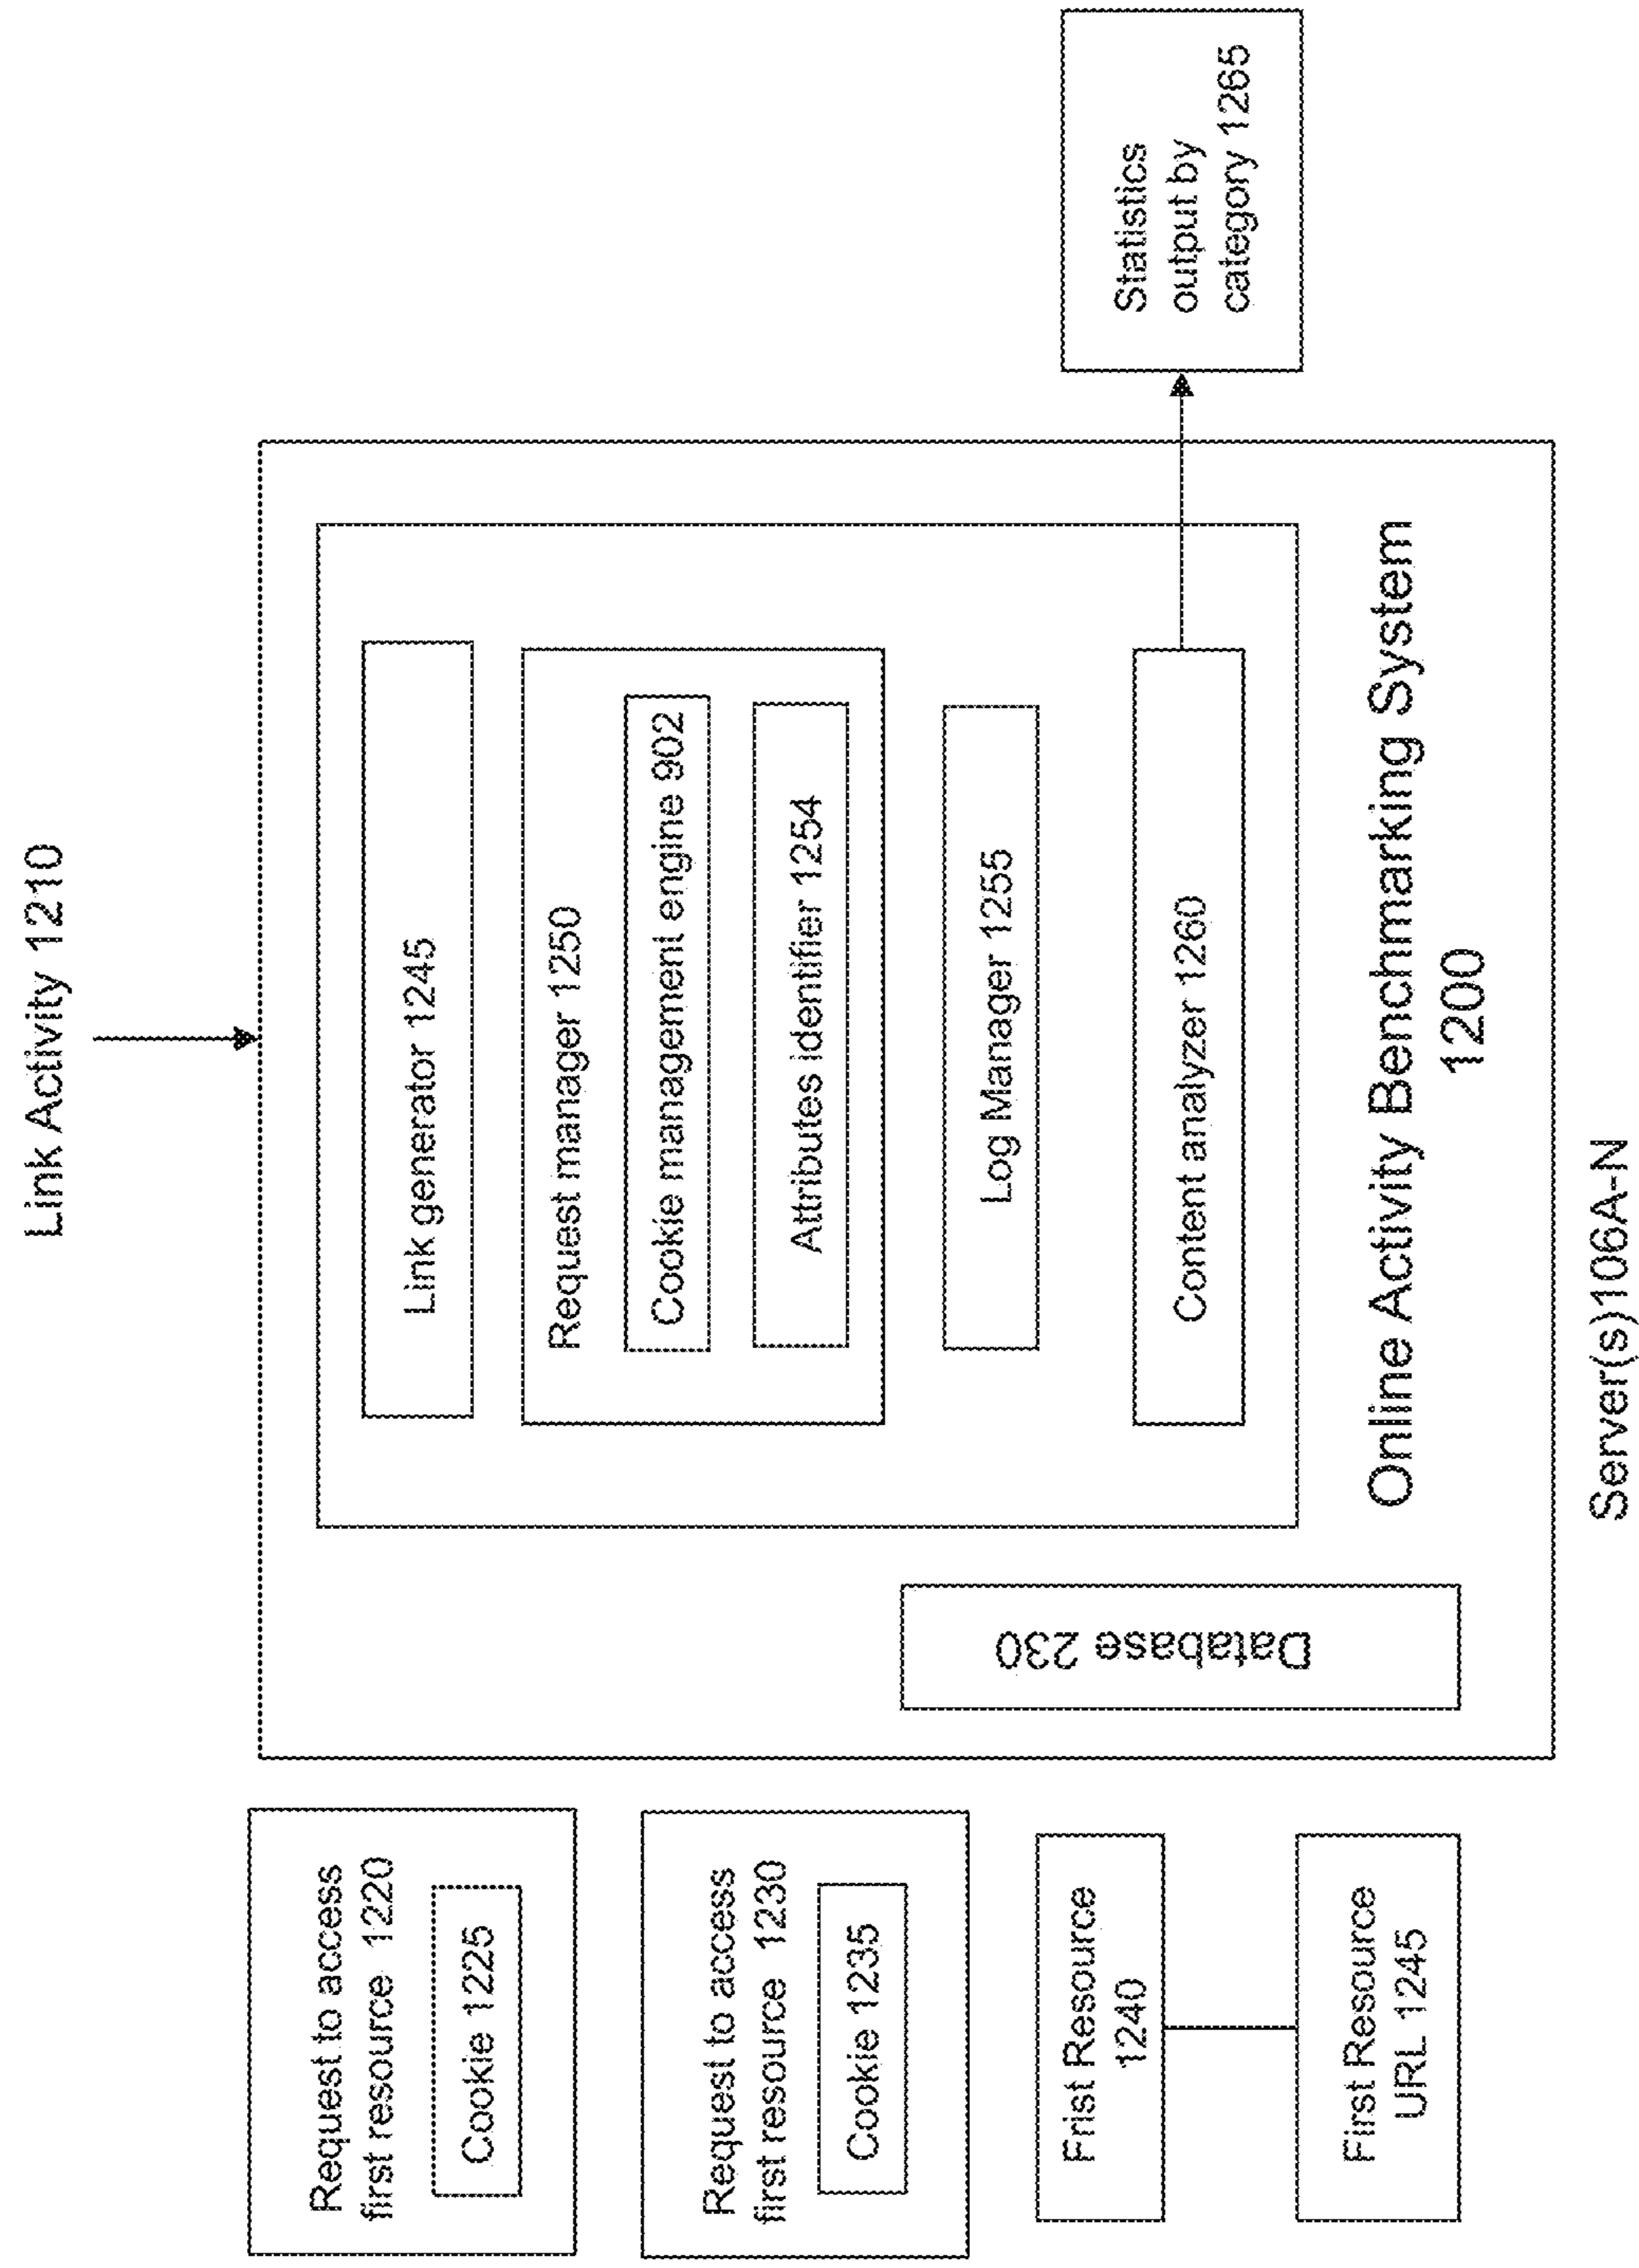 Link Activity 1210
Request to access
first resource 1220
Cookie 1225
Request to access
first resource 1230
Cookie 1235
Frist Resource
1240
First Resource
URL 1245
Database 230
Link generator 1245
Request manager 1250
Cookie management engine 902
Attributes identifier 1254
Log Manager 1255
Content analyzer 1260
Online Activity Benchmarking System
1200
Server(s)106A-N
Statistics
output by
category 1265